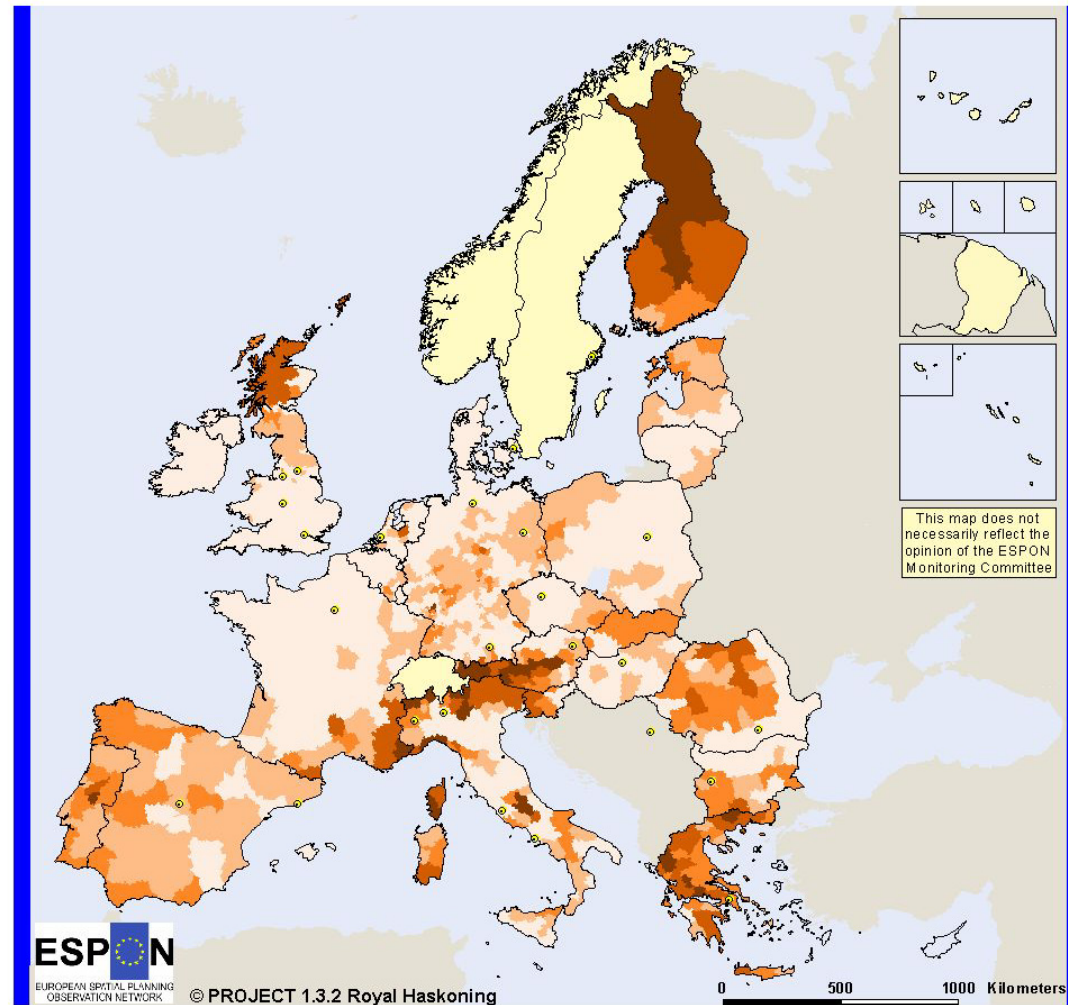 This map does not
necessarily reflect the
opinion of the ESPON
Monitoring Committee
ESPON
EUROPEAN SPATIAL PLANNING
OBSERVATION NETWORK
© PROJECT 1.3.2 Royal Haskoning
0 500 1000 Kilometers